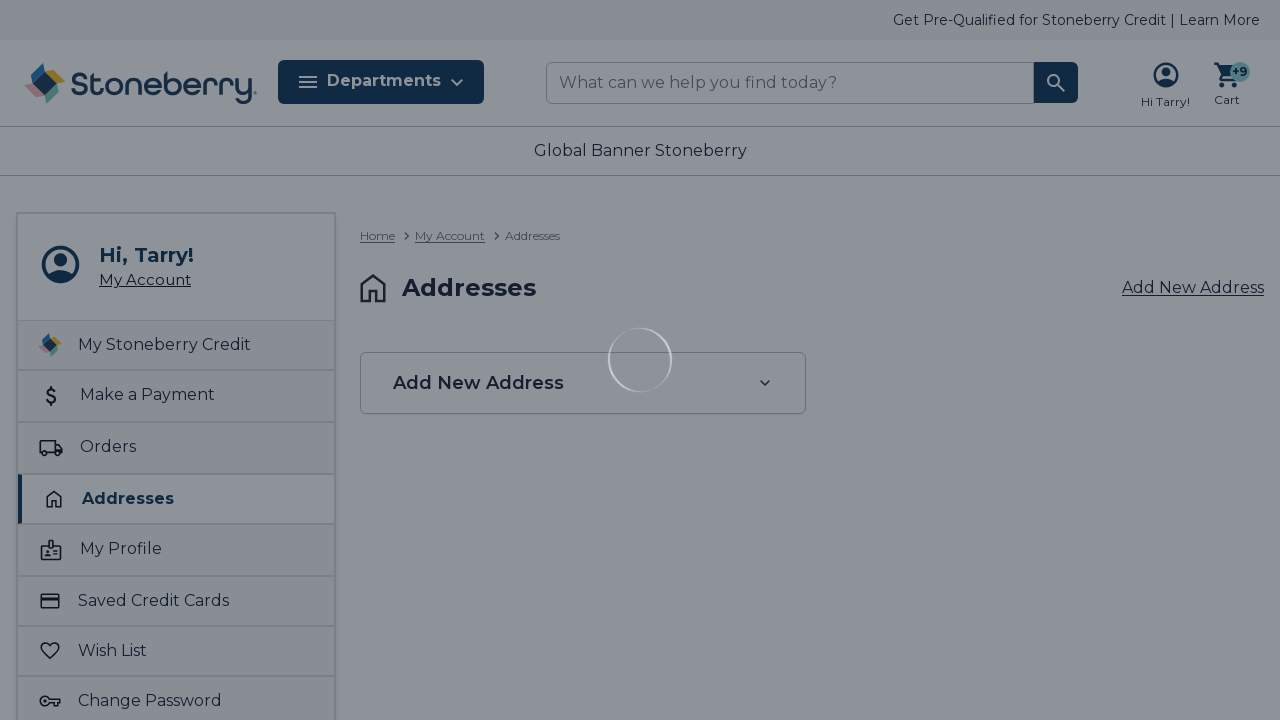 Get Pre-Qualified for Stoneberry Credit | Learn More
Stoneberry®
Departments
What can we help you find today?
Hi Tarry!
+9
Cart
Global Banner Stoneberry
Hi, Tarry!
My Account
My Stoneberry Credit
Make a Payment
Orders
Addresses
My Profile
Saved Credit Cards
Wish List
Change Password
Home > My Account > Addresses
Addresses
Add New Address
Add New Address